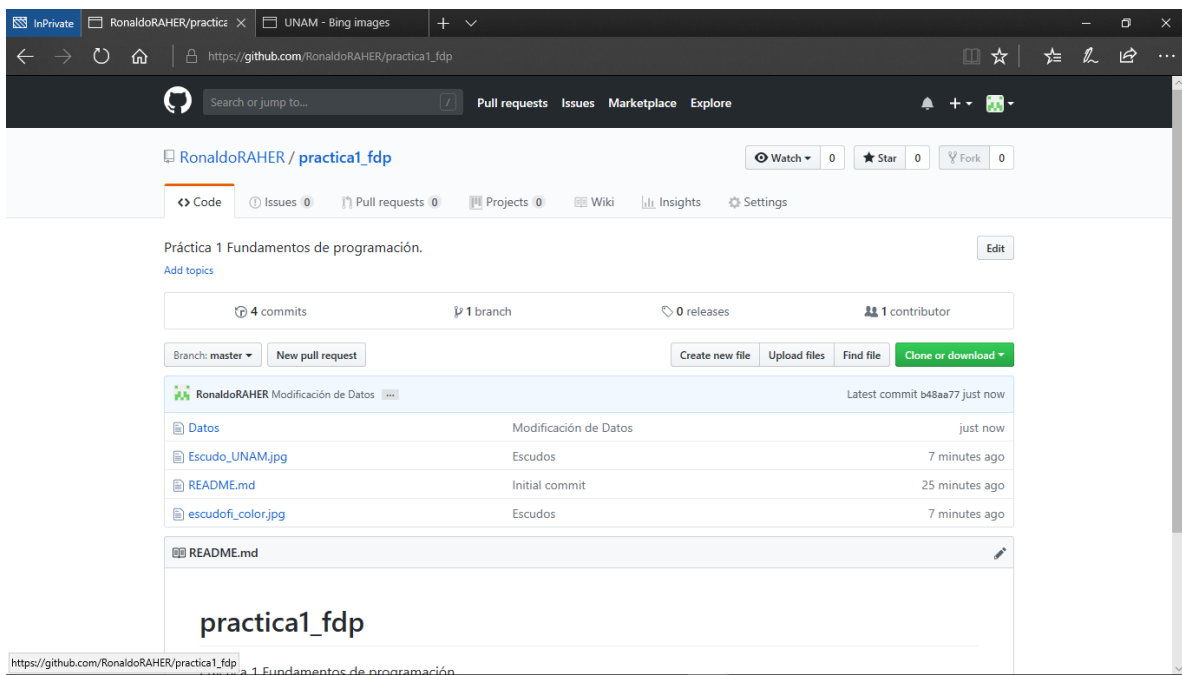 InPrivate RonaldoRAHER/practica UNAM - Bing images
https://github.com/RonaldoRAHER/practica1_fdp
Search or jump to... / Pull requests Issues Marketplace Explore
RonaldoRAHER / practica1_fdp Watch 0 Star 0 Fork 0
Code Issues 0 Pull requests 0 Projects 0 Wiki Insights Settings
Práctica 1 Fundamentos de programación. Edit
Add topics
4 commits 1 branch 0 releases 1 contributor
Branch: master New pull request Create new file Upload files Find file Clone or download
RonaldoRAHER Modificación de Datos ... Latest commit b48aa77 just now
Datos Modificación de Datos just now
Escudo_UNAM.jpg Escudos 7 minutes ago
README.md Initial commit 25 minutes ago
escudofi_color.jpg Escudos 7 minutes ago
README.md
practica1_fdp
https://github.com/RonaldoRAHER/practica1_fdp
1 Fundamentos de programación